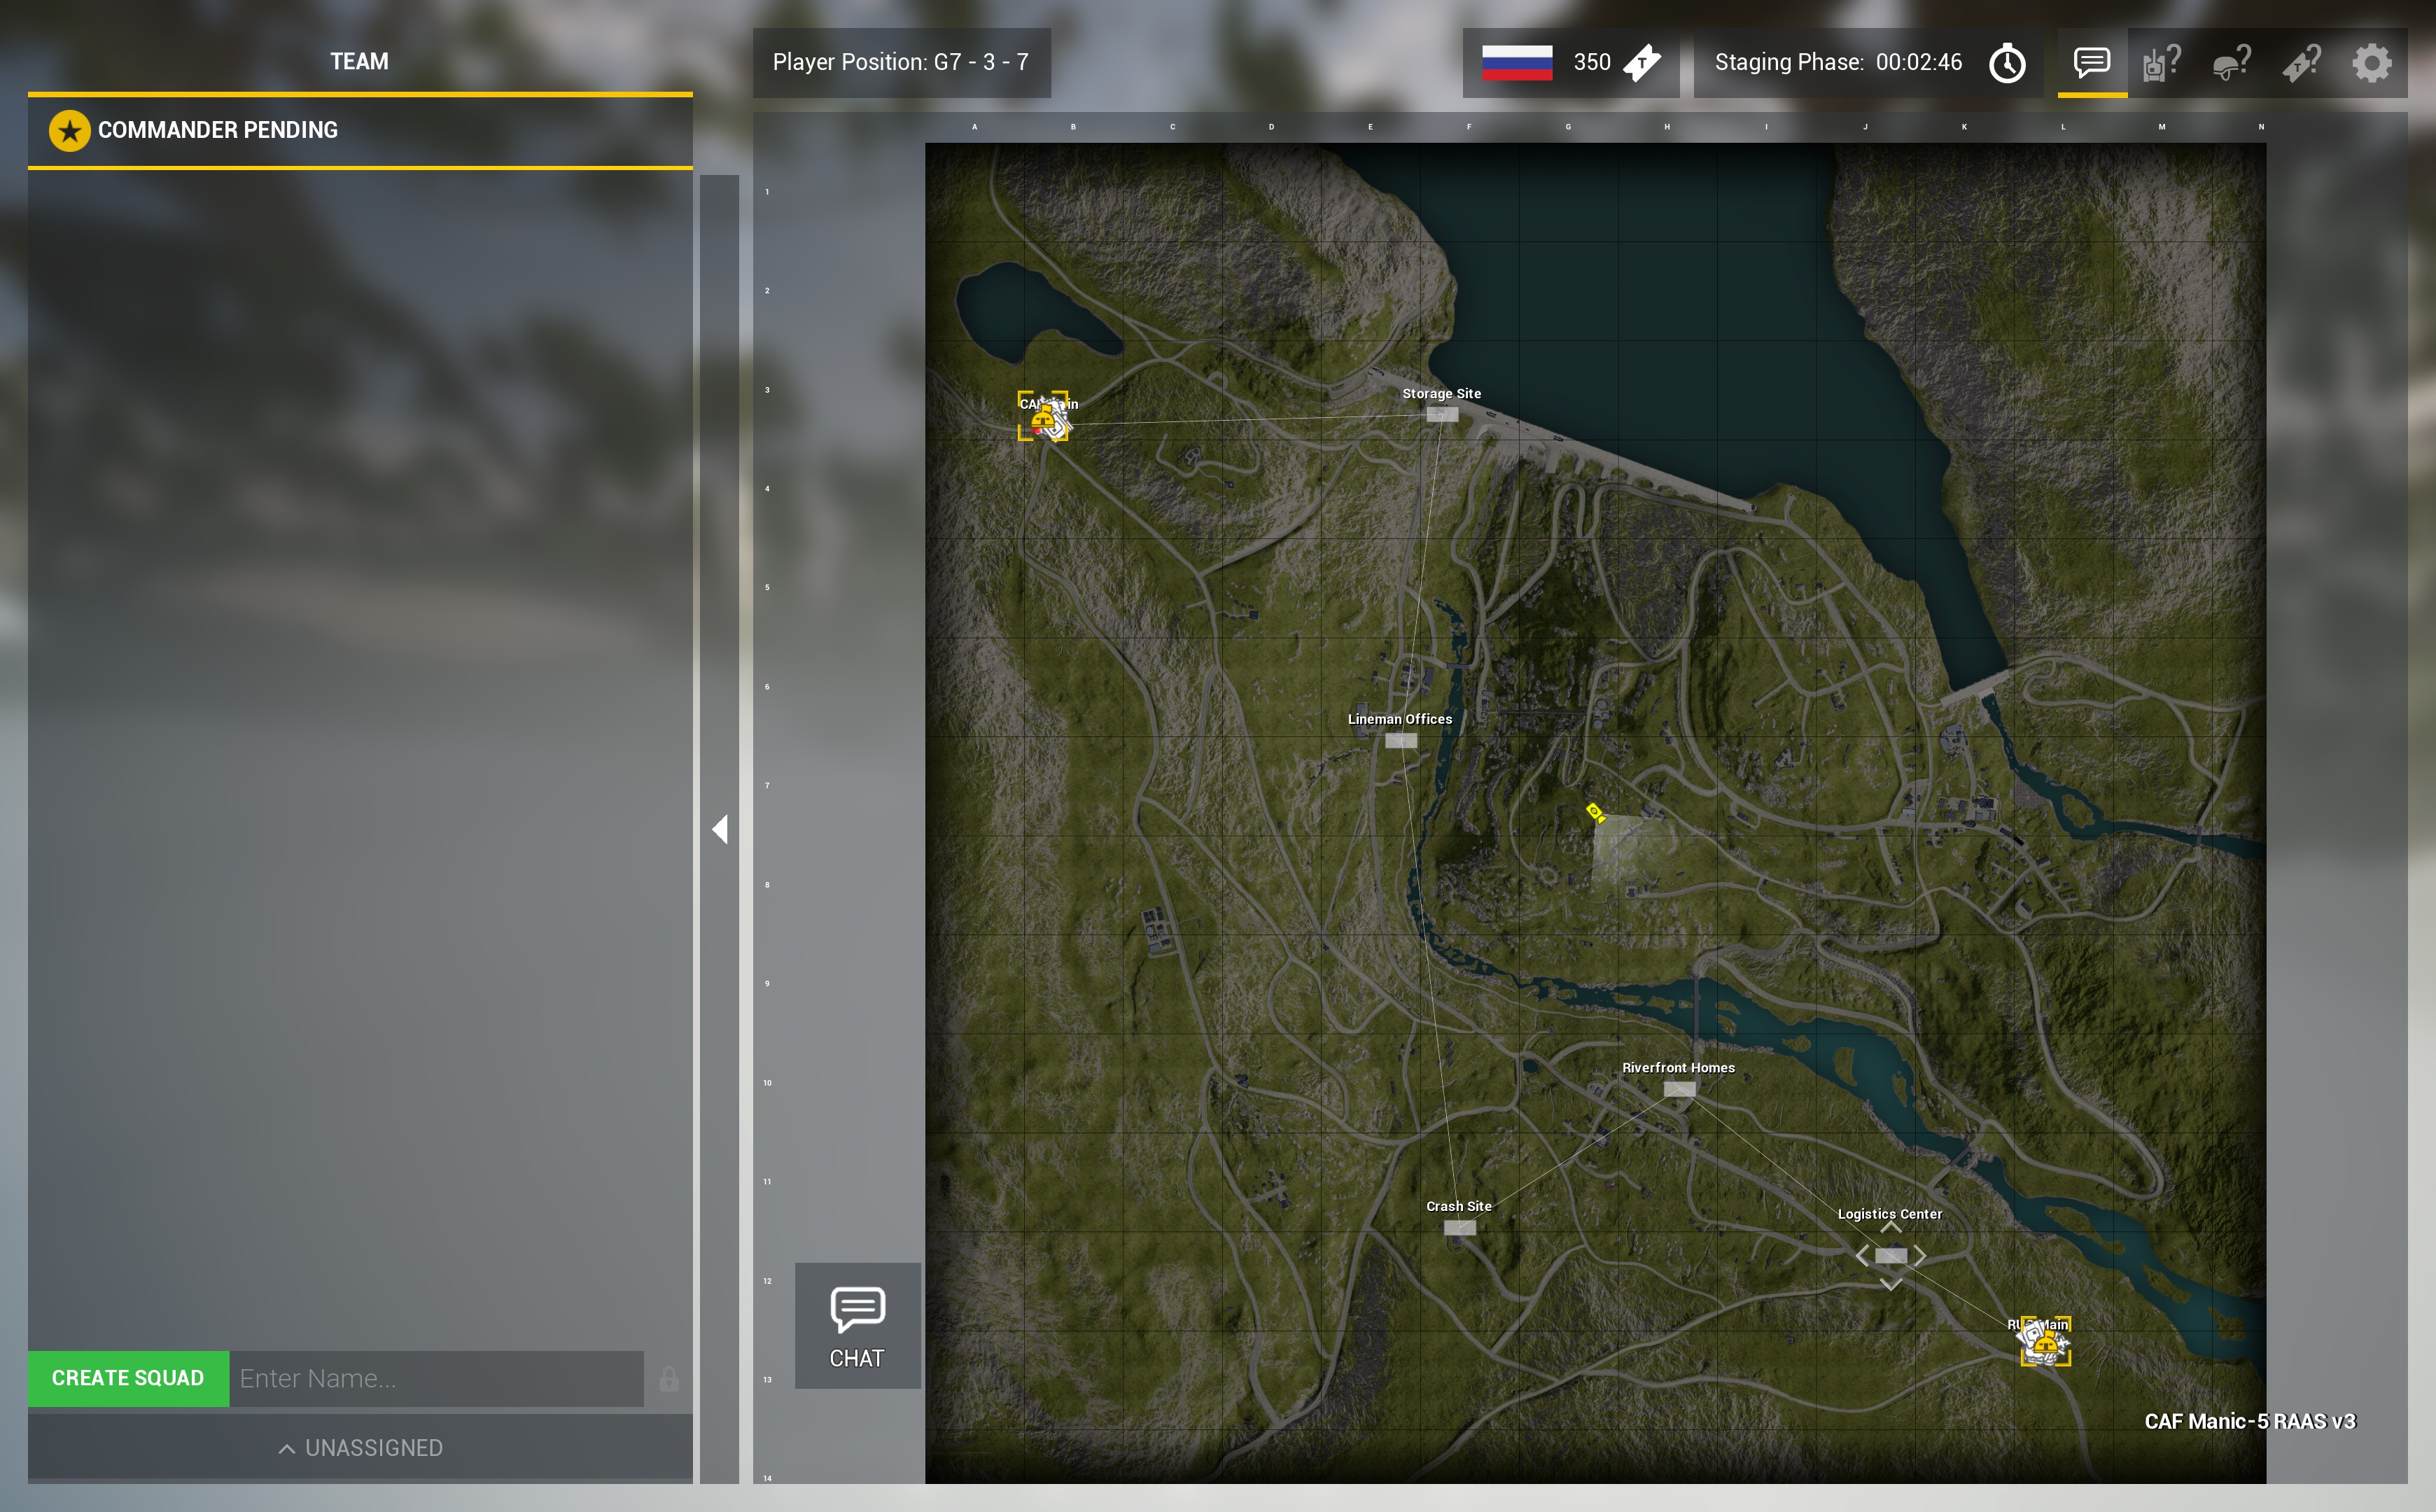 TEAM
Player Position: G7 - 3 - 7
350
T
Staging Phase: 00:02:46
? ? T ?
COMMANDER PENDING
A B C D E F G H I J K L M N
1
2
3
4
5
6
7
8
9
10
11
12
13
14
Storage Site
Lineman Offices
Riverfront Homes
Crash Site
Logistics Center
CHAT
CREATE SQUAD
Enter Name...
UNASSIGNED
CAF Manic-5 RAAS v3